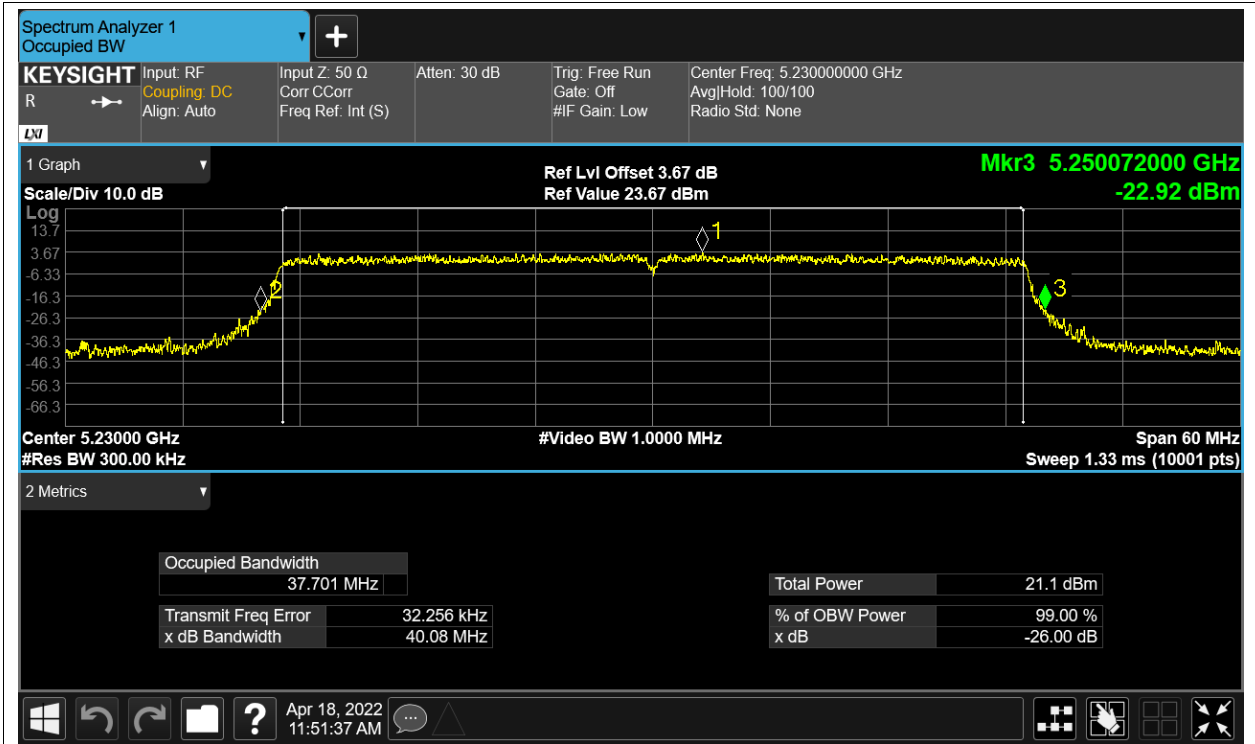 Spectrum Analyzer 1
Occupied BW
KEYSIGHT
R
LXI
Input: RF
Coupling: DC
Align: Auto
Input Z: 50 Ω
Corr CCorr
Freq Ref: Int (S)
Atten: 30 dB
Trig: Free Run
Gate: Off
#IF Gain: Low
Center Freq: 5.230000000 GHz
Avg|Hold: 100/100
Radio Std: None
1 Graph
Scale/Div 10.0 dB
Ref Lvl Offset 3.67 dB
Ref Value 23.67 dBm
Mkr3 5.250072000 GHz
-22.92 dBm
Log
13.7
3.67
-6.33
-16.3
-26.3
-36.3
-46.3
-56.3
-66.3
1
2
3
Center 5.23000 GHz
#Res BW 300.00 kHz
#Video BW 1.0000 MHz
Span 60 MHz
Sweep 1.33 ms (10001 pts)
2 Metrics
Occupied Bandwidth
37.701 MHz
Transmit Freq Error 32.256 kHz
x dB Bandwidth 40.08 MHz
Total Power 21.1 dBm
% of OBW Power 99.00 %
x dB -26.00 dB
?
Apr 18, 2022
11:51:37 AM